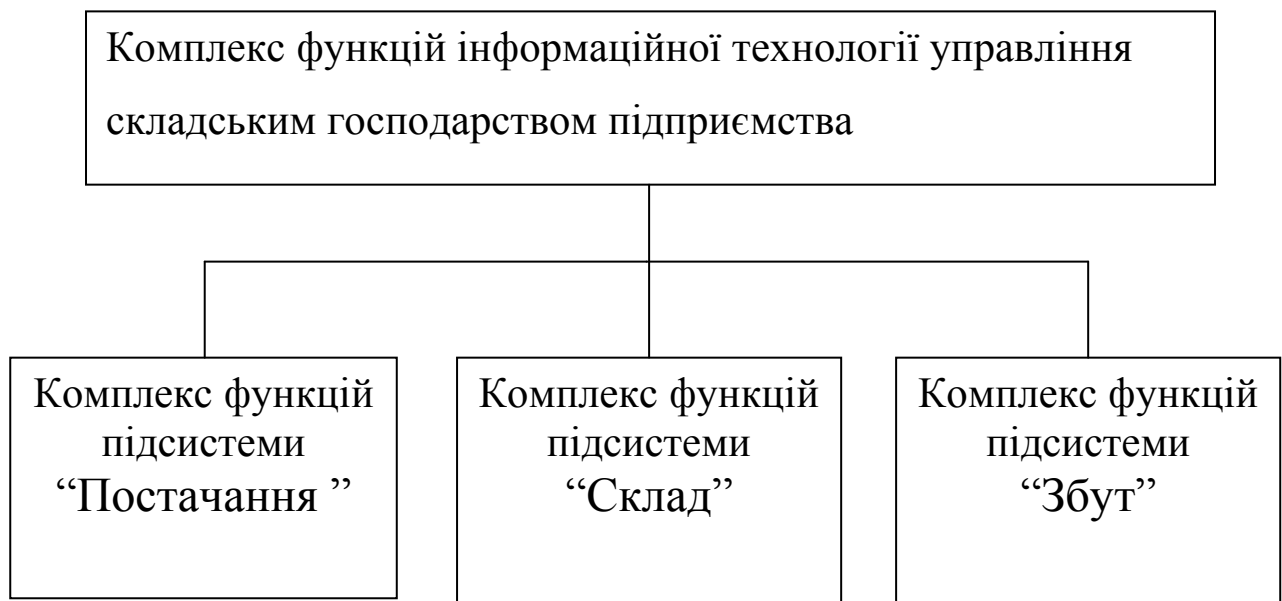 Комплекс функцій інформаційної технології управління
складським господарством підприємства
Комплекс функцій
підсистеми
“Постачання ”
Комплекс функцій
підсистеми
“Склад”
Комплекс функцій
підсистеми
“Збут”